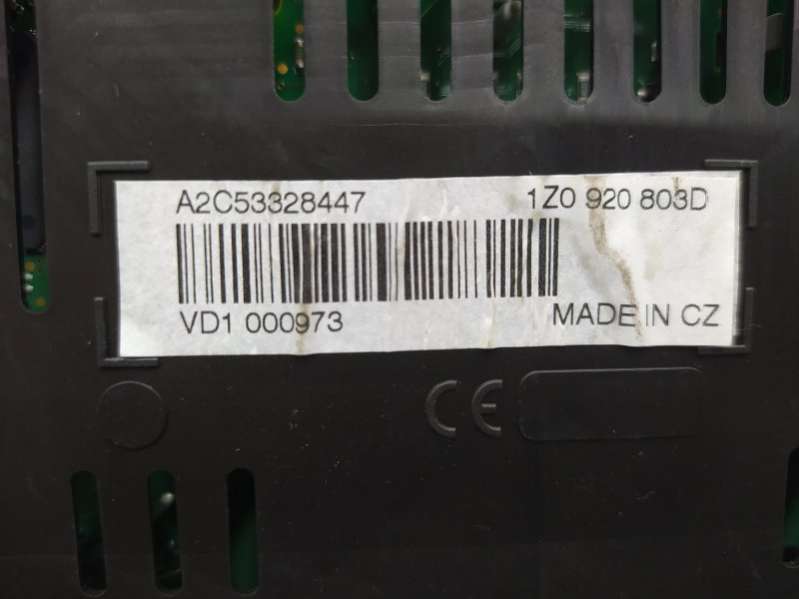 A2C53328447 1Z0 920 803D
VD1 000973 MADE IN CZ
CE